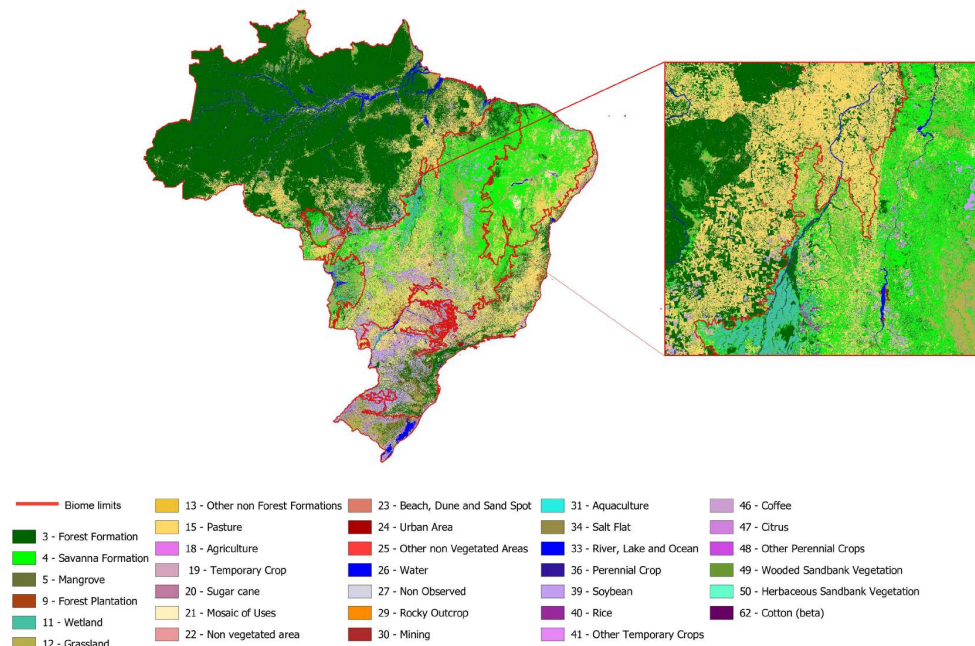 Biome limits
3 - Forest Formation
4 - Savanna Formation
5 - Mangrove
9 - Forest Plantation
11 - Wetland
12 - Grassland
13 - Other non Forest Formations
15 - Pasture
18 - Agriculture
19 - Temporary Crop
20 - Sugar cane
21 - Mosaic of Uses
22 - Non vegetated area
23 - Beach, Dune and Sand Spot
24 - Urban Area
25 - Other non Vegetated Areas
26 - Water
27 - Non Observed
29 - Rocky Outcrop
30 - Mining
31 - Aquaculture
34 - Salt Flat
33 - River, Lake and Ocean
36 - Perennial Crop
39 - Soybean
40 - Rice
41 - Other Temporary Crops
46 - Coffee
47 - Citrus
48 - Other Perennial Crops
49 - Wooded Sandbank Vegetation
50 - Herbaceous Sandbank Vegetation
62 - Cotton (beta)